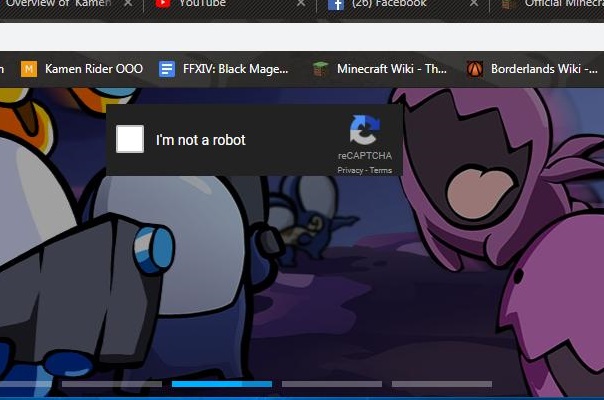 Overview of Kamen
YouTube
(26) Facebook
Official Minecra
Kamen Rider OOO
FFXIV: Black Mage...
Minecraft Wiki - Th...
Borderlands Wiki -...
I'm not a robot
reCAPTCHA
Privacy - Terms